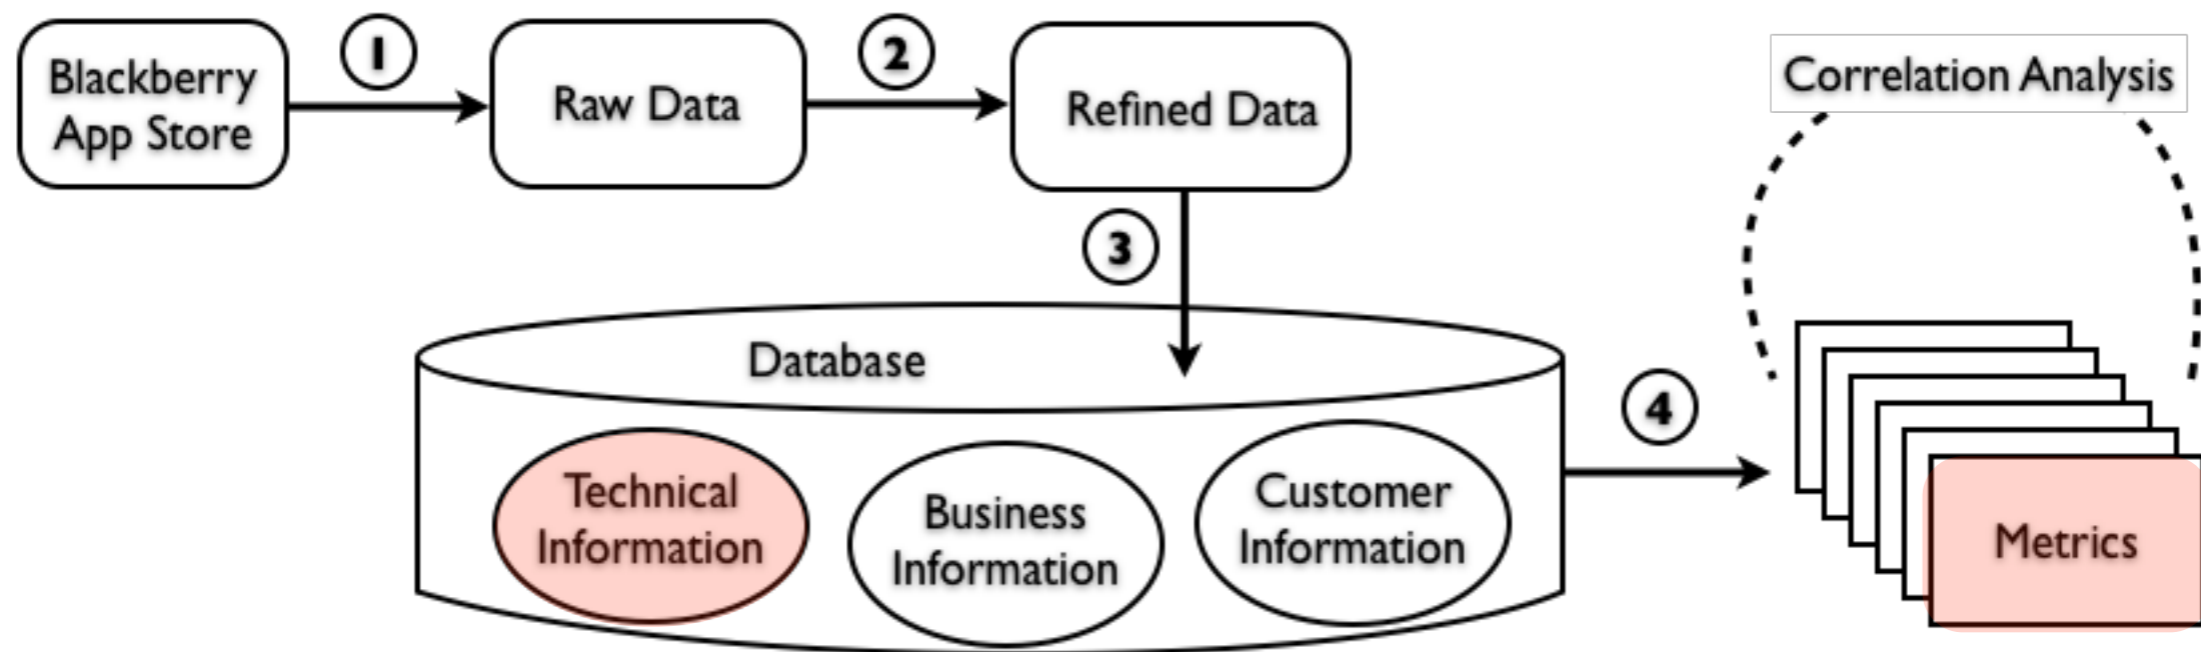 Blackberry
App Store
1
Raw Data
2
Refined Data
Correlation Analysis
3
Database
4
Technical
Information
Business
Information
Customer
Information
Metrics